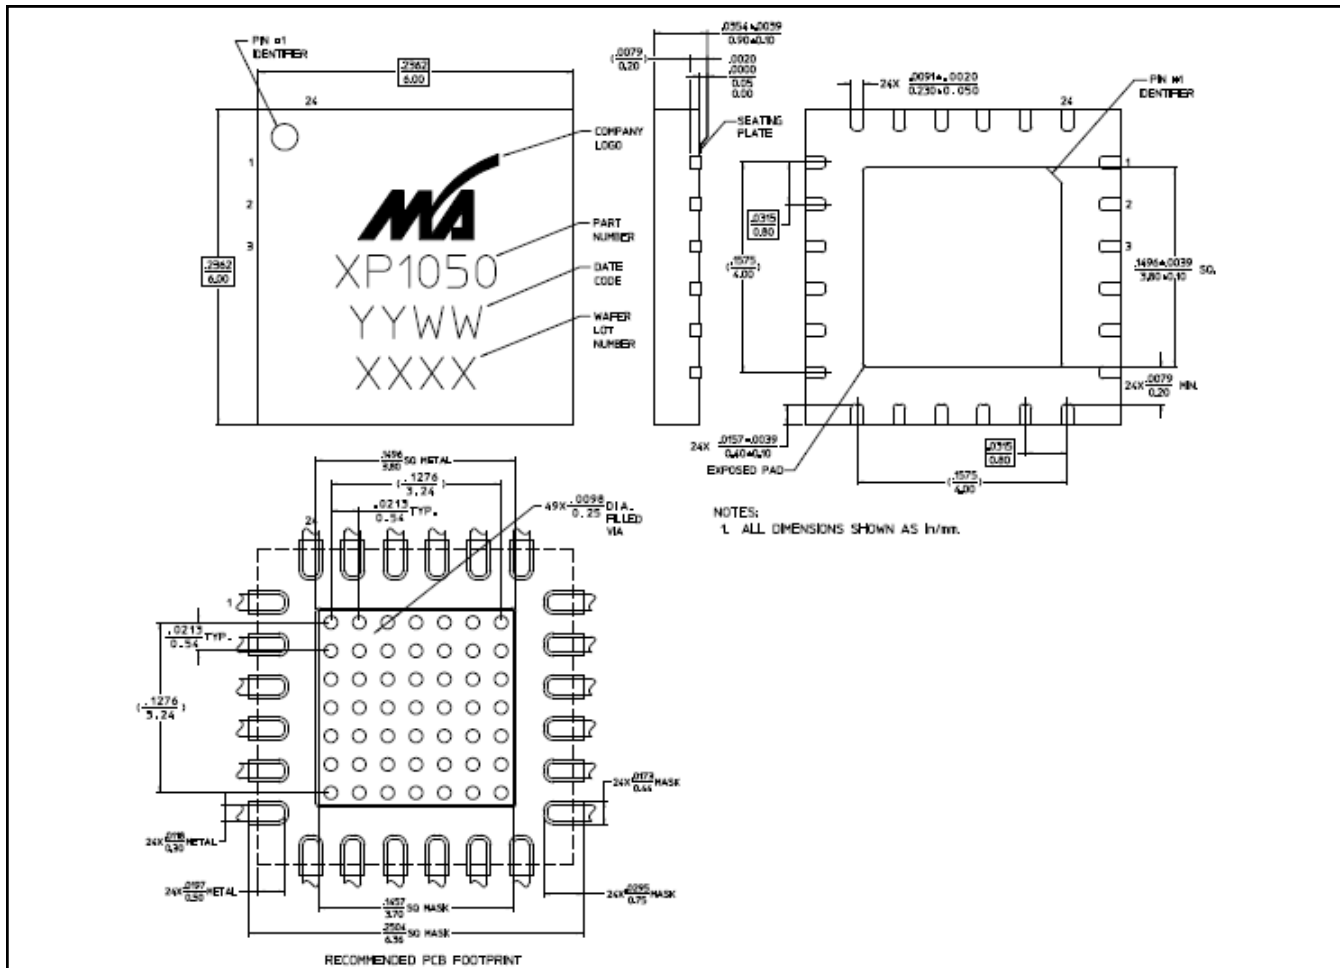 PIN #1
IDENTIFIER
.2362
6.00
24
1
2
3
.2362
6.00
COMPANY
LOGO
MA
XP1050
YYWW
XXXX
PART
NUMBER
DATE
CODE
WAFER
LOT
NUMBER
.0354±.0039
0.90±0.10
(.0079
0.20)
.0020
.0000
0.05
0.00
SEATING
PLATE
24X .0091±.0020
0.230±0.050
24
PIN #1
IDENTIFIER
1
2
3
.0315
0.80
(.1575
4.00)
.1496±.0039 SQ.
3.80±0.10
24X .0079 MIN.
0.20
24X .0157±.0039
0.40±0.10
EXPOSED PAD
.0315
0.80
(.1575
4.00)
NOTES:
1. ALL DIMENSIONS SHOWN AS in/mm.
.1496 SQ METAL
3.80
(.1276
3.24)
.0213 TYP.
0.54
49X .0098 DIA.
0.25 FILLED
VIA
24
1
.0213 TYP.
0.54
(.1276
3.24)
24X .0173 MASK
0.44
24X .0118 METAL
0.30
24X .0197 METAL
0.50
24X .0295 MASK
0.75
.1457 SQ MASK
3.70
.2504 SQ MASK
6.36
RECOMMENDED PCB FOOTPRINT